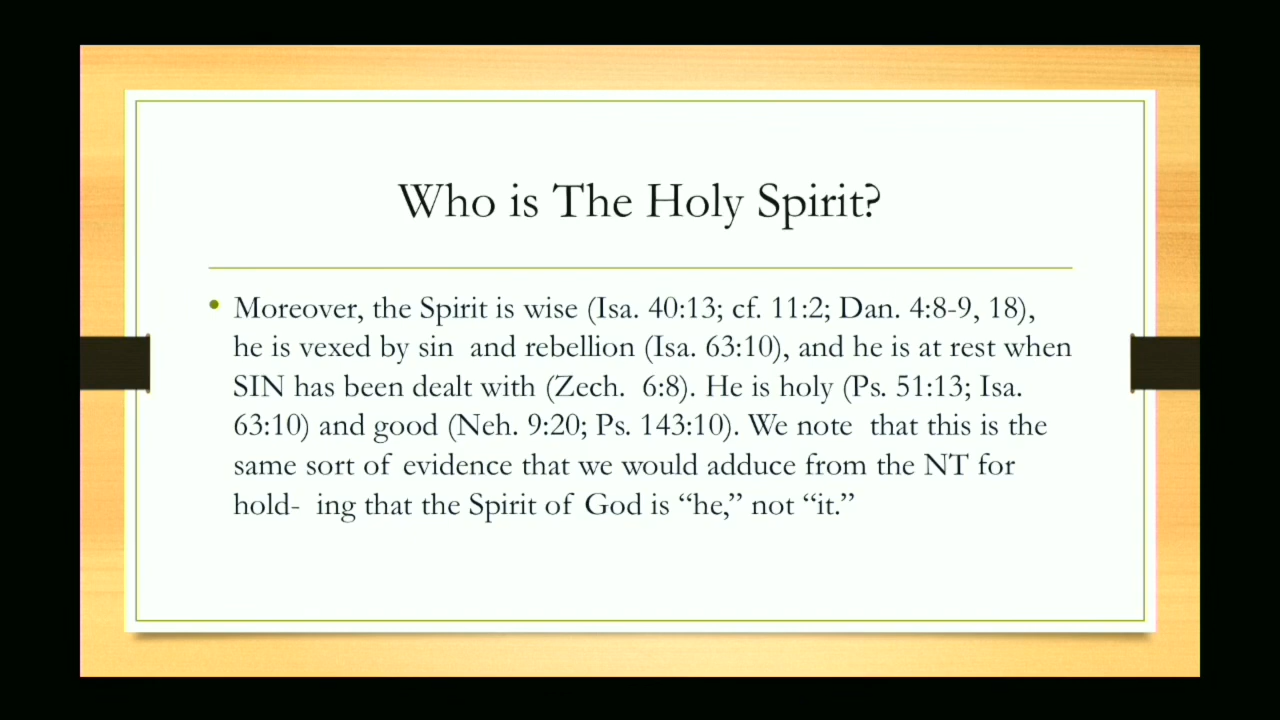 Who is The Holy Spirit?
• Moreover, the Spirit is wise (Isa. 40:13; cf. 11:2; Dan. 4:8-9, 18),
he is vexed by sin  and rebellion (Isa. 63:10), and he is at rest when
SIN has been dealt with (Zech.  6:8). He is holy (Ps. 51:13; Isa.
63:10) and good (Neh. 9:20; Ps. 143:10). We note  that this is the
same sort of evidence that we would adduce from the NT for
hold-  ing that the Spirit of God is “he,” not “it.”